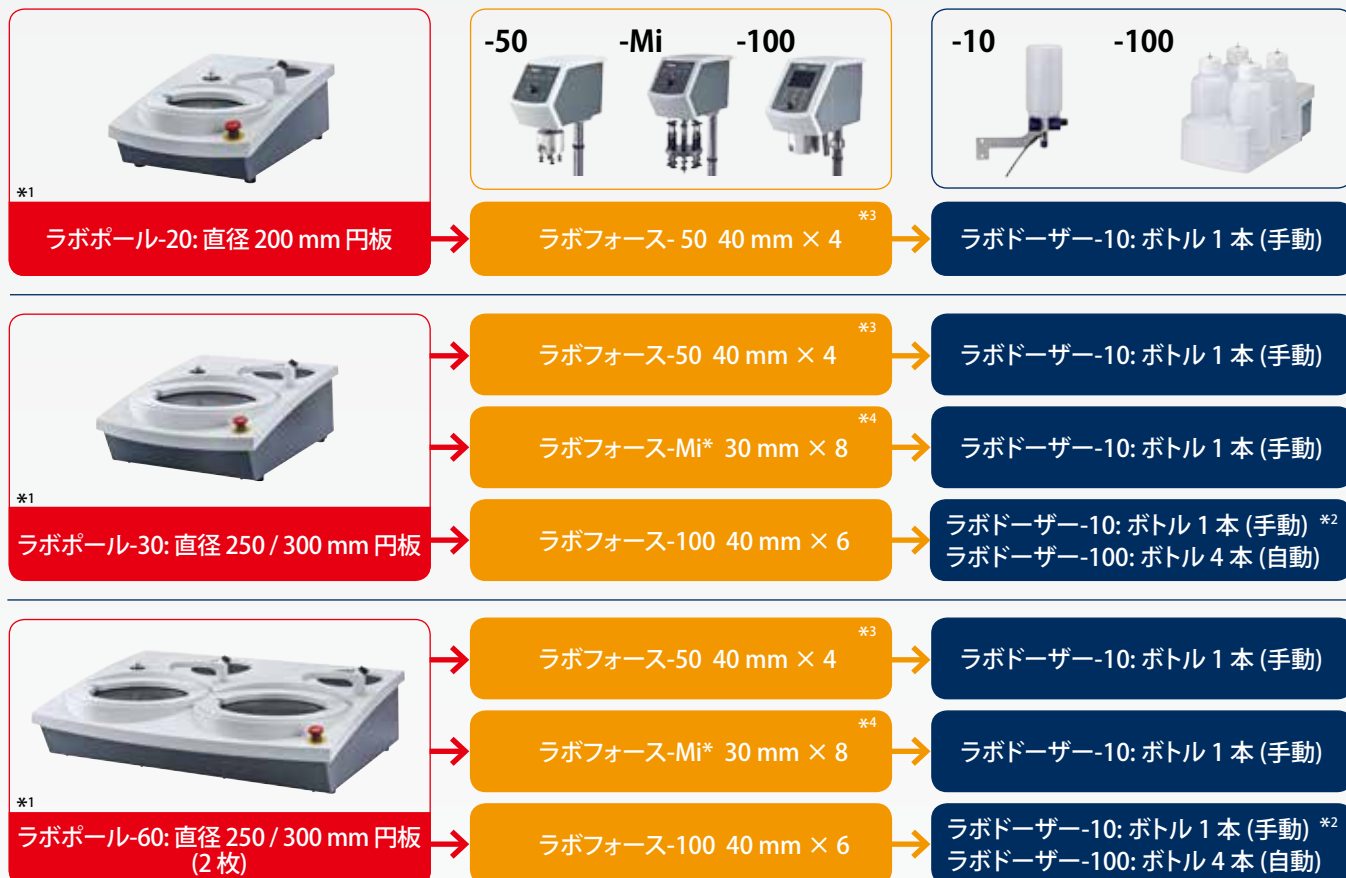 -50
-Mi
-100
-10
-100
*1
ラボポール-20: 直径 200 mm 円板
ラボフォース- 50 40 mm × 4 *3
ラボドーザー-10: ボトル 1 本 (手動)
*1
ラボポール-30: 直径 250 / 300 mm 円板
ラボフォース-50 40 mm × 4 *3
ラボドーザー-10: ボトル 1 本 (手動)
ラボフォース-Mi* 30 mm × 8 *4
ラボドーザー-10: ボトル 1 本 (手動)
ラボフォース-100 40 mm × 6
ラボドーザー-10: ボトル 1 本 (手動) *2
ラボドーザー-100: ボトル 4 本 (自動)
*1
ラボポール-60: 直径 250 / 300 mm 円板
(2 枚)
ラボフォース-50 40 mm × 4 *3
ラボドーザー-10: ボトル 1 本 (手動)
ラボフォース-Mi* 30 mm × 8 *4
ラボドーザー-10: ボトル 1 本 (手動)
ラボフォース-100 40 mm × 6
ラボドーザー-10: ボトル 1 本 (手動) *2
ラボドーザー-100: ボトル 4 本 (自動)